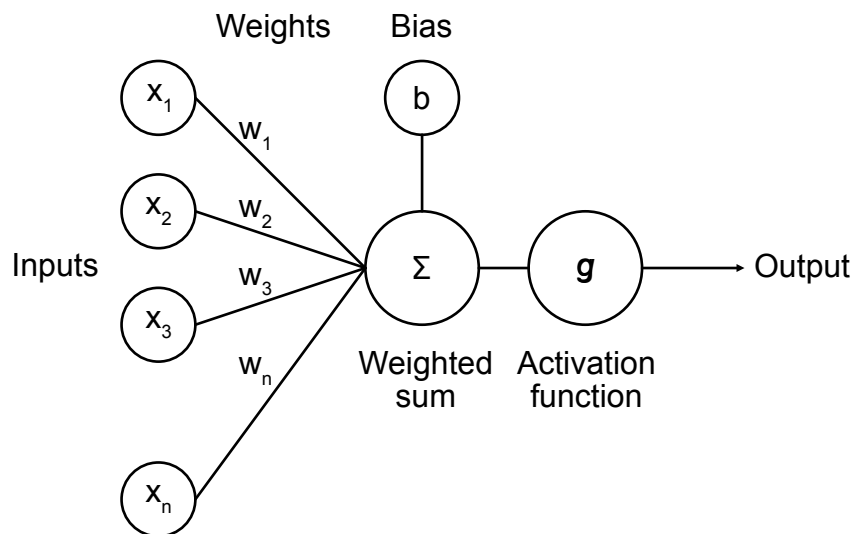 Weights
Bias
x₁
b
w₁
x₂
w₂
Inputs
Σ
g
Output
w₃
x₃
wₙ
Weighted
sum
Activation
function
xₙ